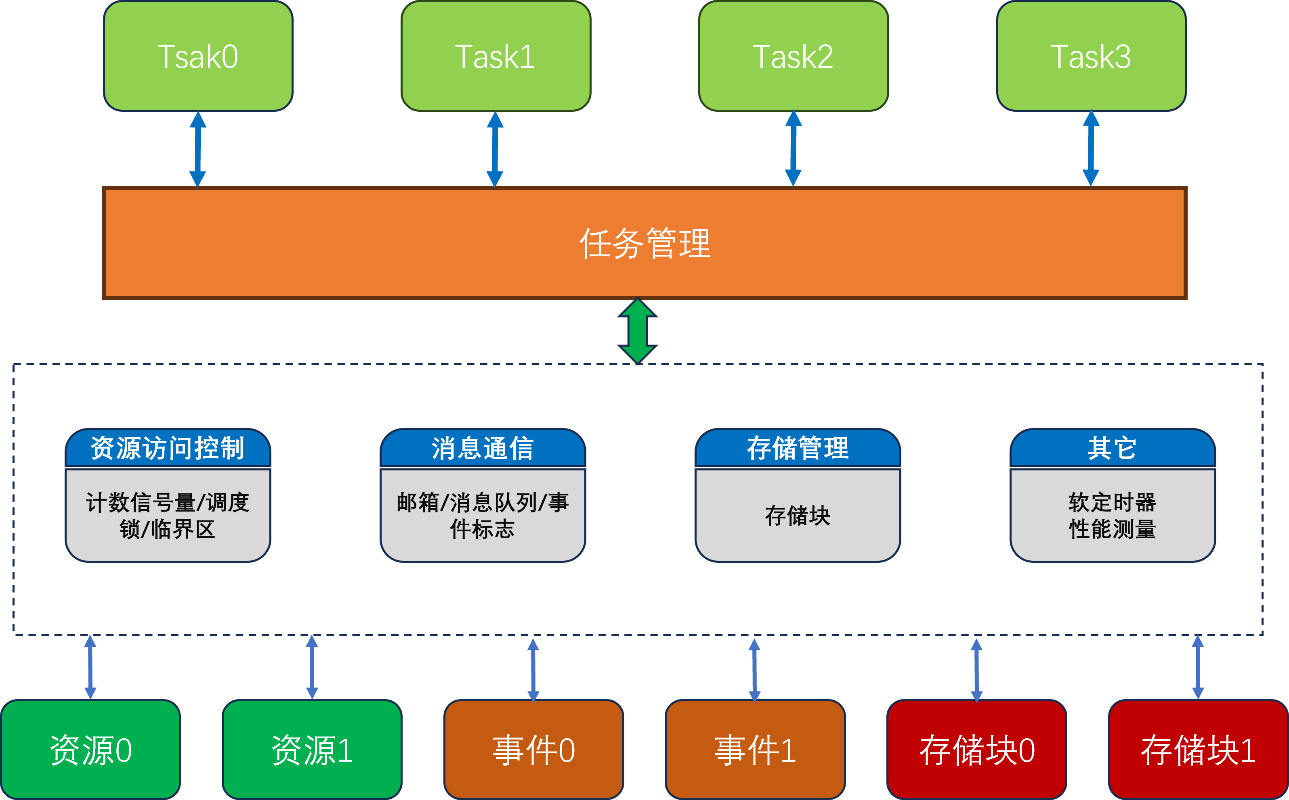 Tsak0
Task1
Task2
Task3
任务管理
资源访问控制
计数信号量/调度
锁/临界区
消息通信
邮箱/消息队列/事
件标志
存储管理
存储块
其它
软定时器
性能测量
资源0
资源1
事件0
事件1
存储块0
存储块1